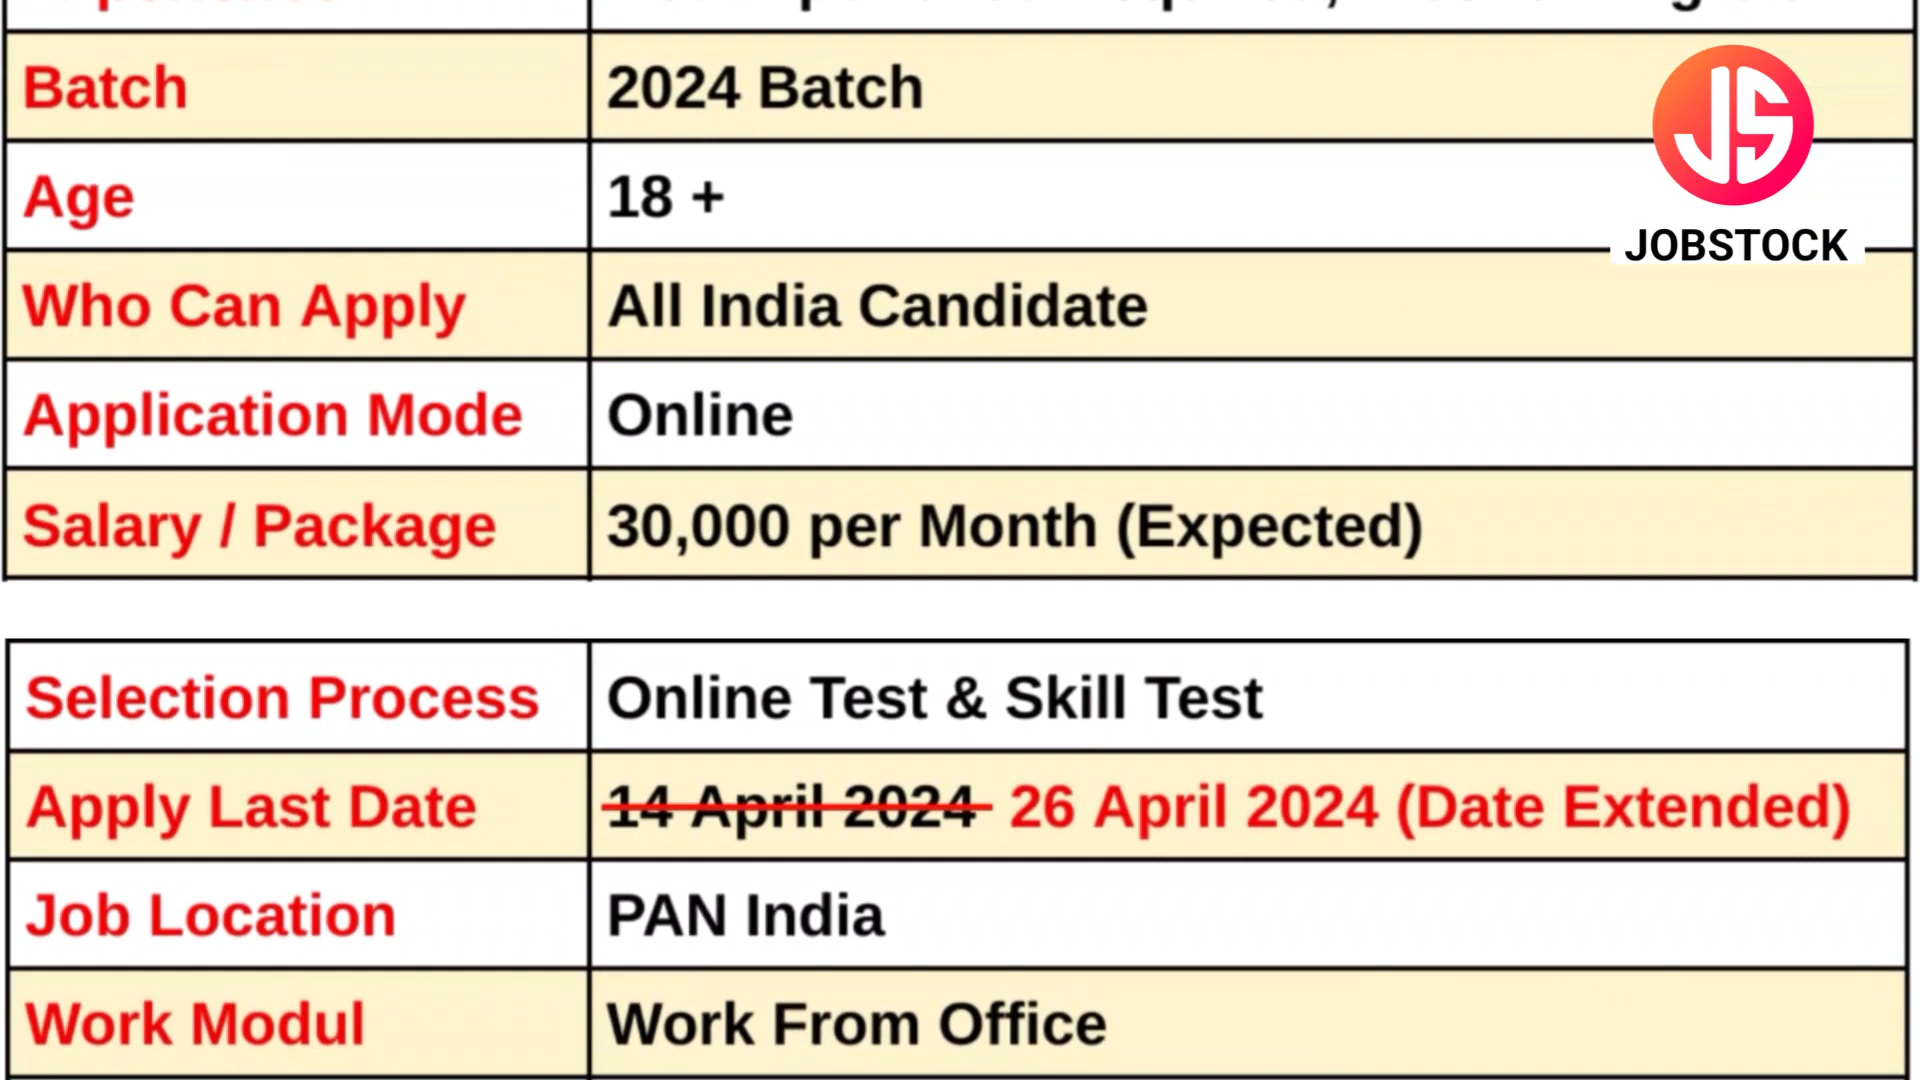 Batch 2024 Batch
Age 18 +
Who Can Apply All India Candidate
Application Mode Online
Salary / Package 30,000 per Month (Expected)
Selection Process Online Test & Skill Test
Apply Last Date 14 April 2024 26 April 2024 (Date Extended)
Job Location PAN India
Work Modul Work From Office
JS
JOBSTOCK